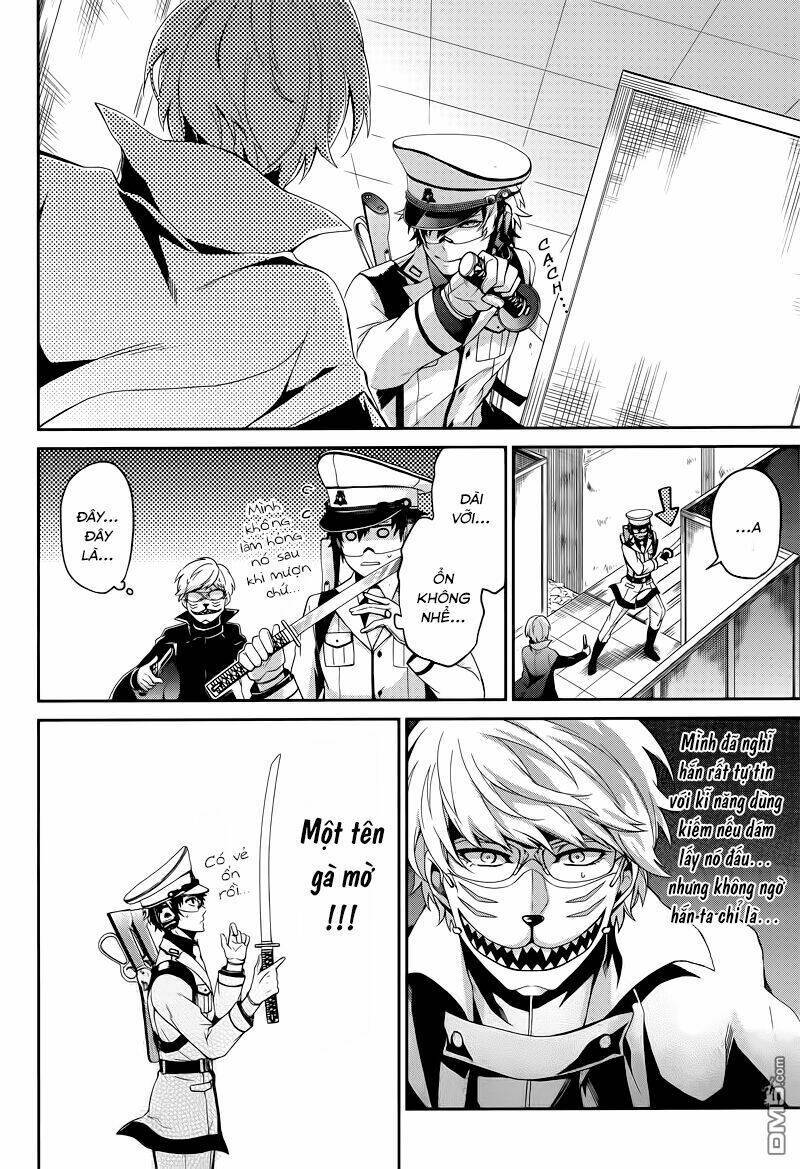 CẠCH...
...A
DÀI
VỚI...
ỔN
KHÔNG
NHỂ...
Mình
không
làm hỏng
nó sau
khi mượn
chứ...
ĐÂY...
ĐÂY
LÀ...
Mình đã nghĩ
hắn rất tự tin
với kĩ năng dùng
kiếm nếu dám
lấy nó đấu...
nhưng không ngờ
hắn ta chỉ là...
Một tên
gà mờ
!!!
Có vẻ
ổn
rồi...
DM5.com